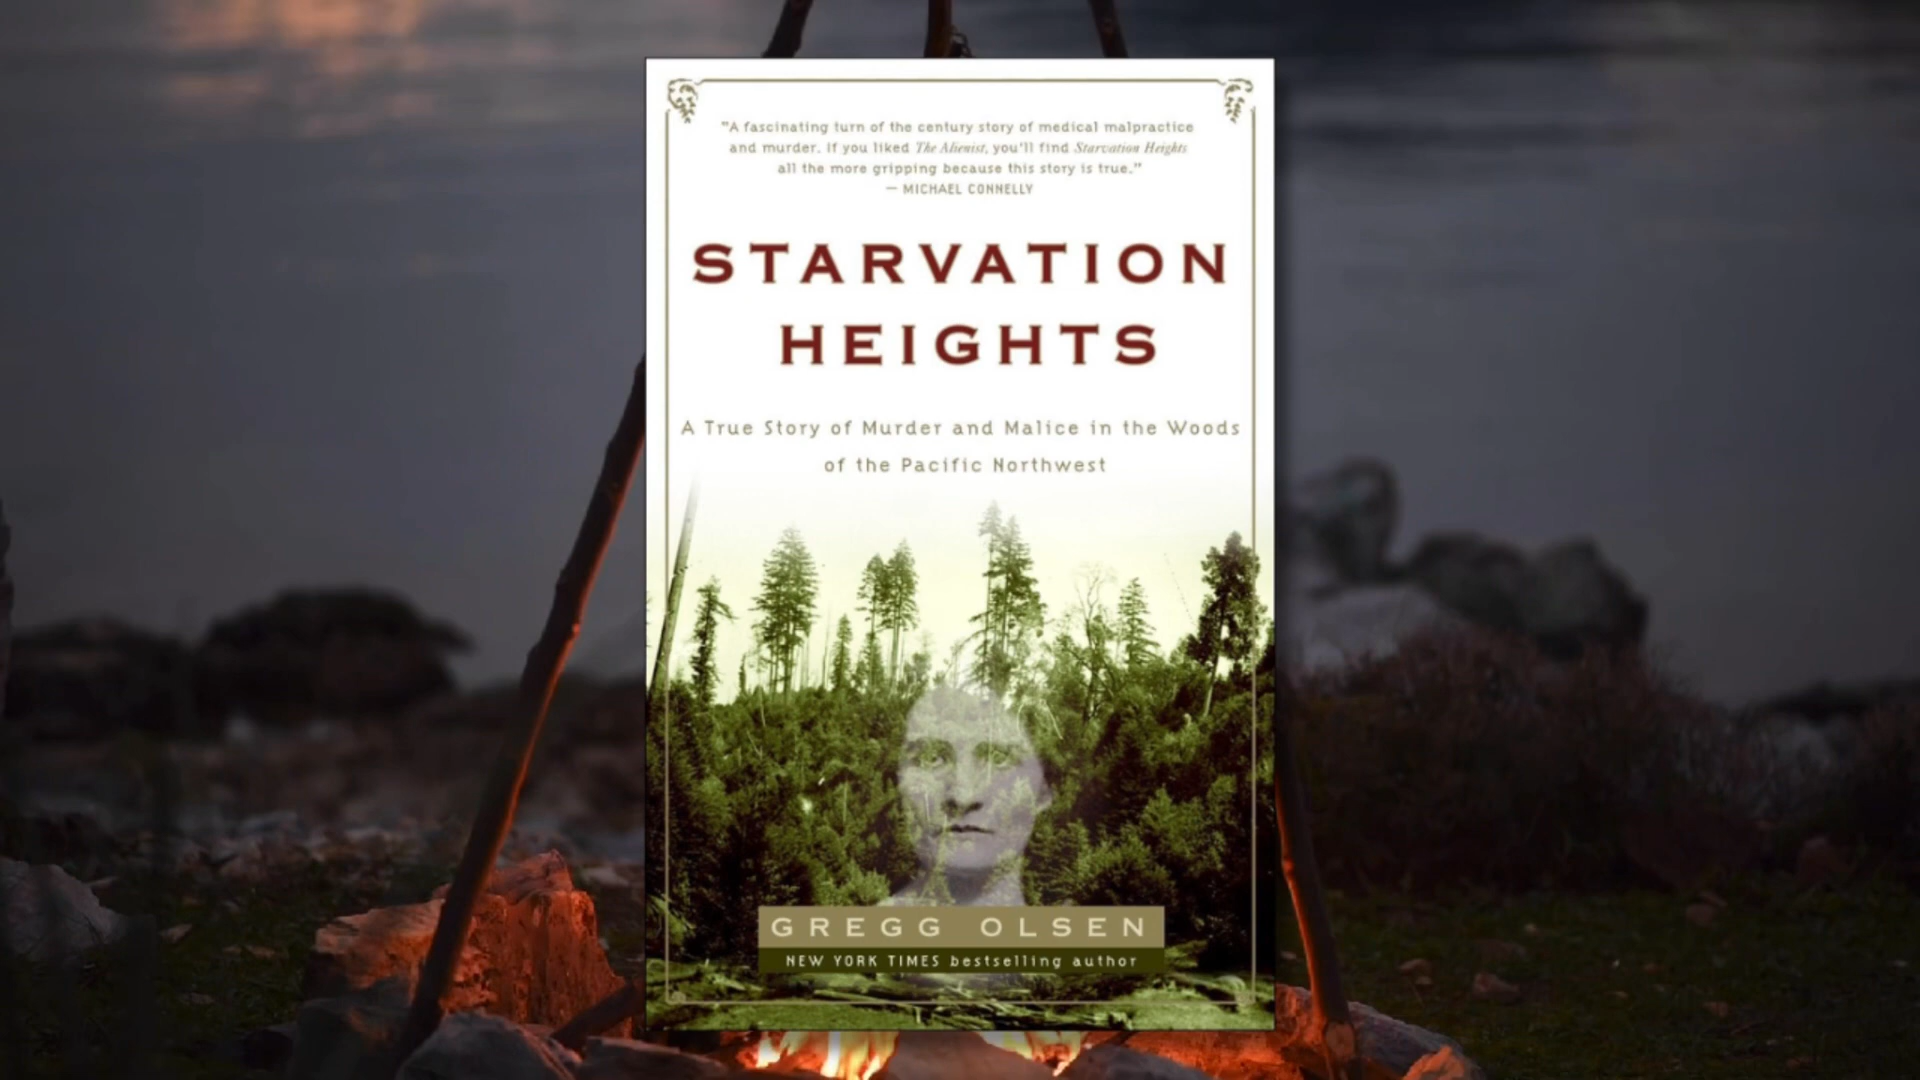 "A fascinating turn of the century story of medical malpractice
and murder. If you liked The Alienist, you'll find Starvation Heights
all the more gripping because this story is true."
— MICHAEL CONNELLY
STARVATION
HEIGHTS
A True Story of Murder and Malice in the Woods
of the Pacific Northwest
GREGG OLSEN
NEW YORK TIMES bestselling author